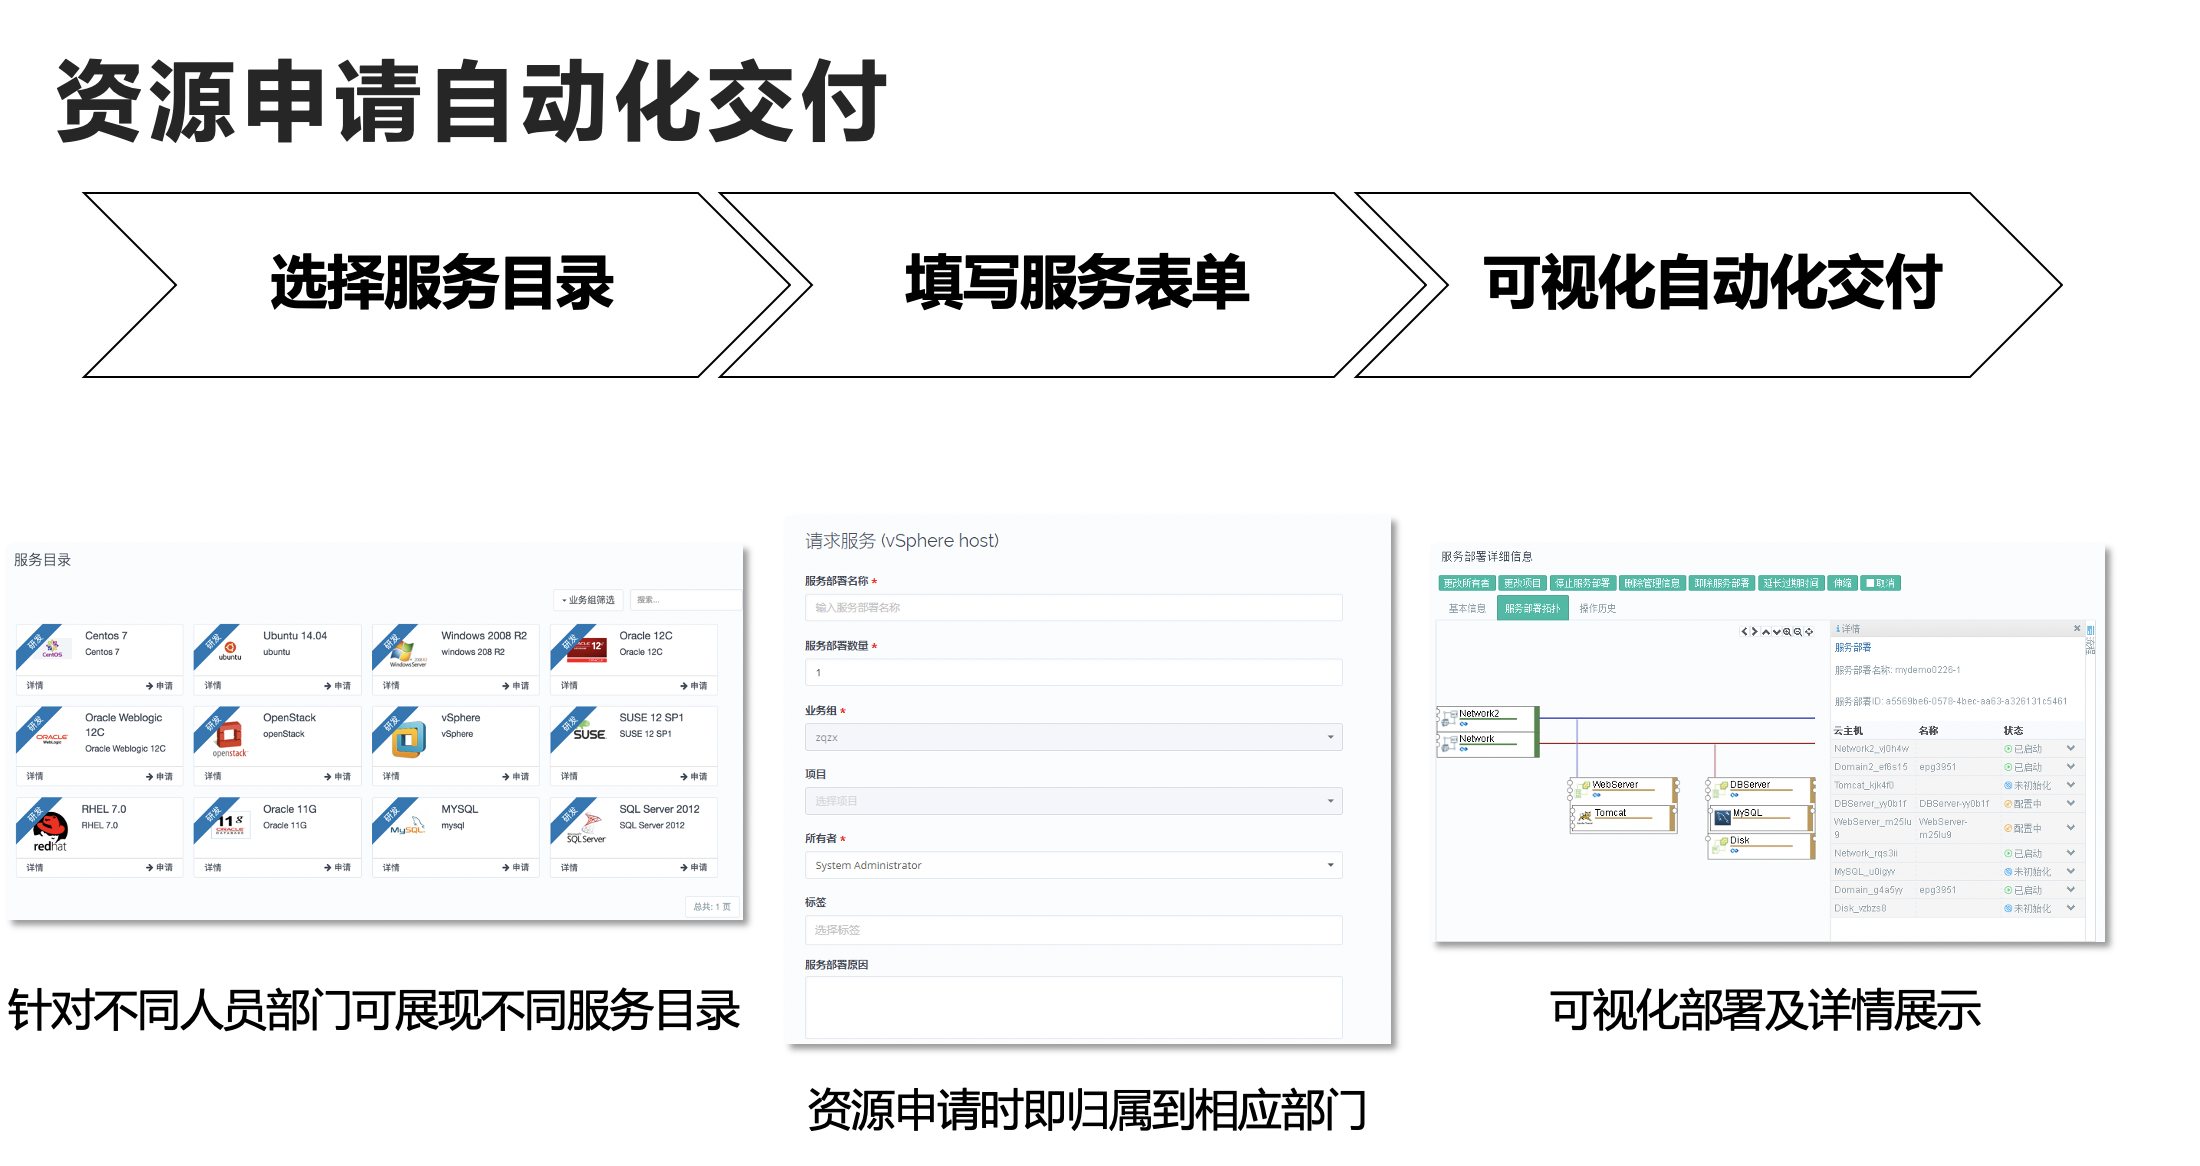 资源申请自动化交付
选择服务目录
填写服务表单
可视化自动化交付
服务目录
业务组筛选
搜索...
研发
CentOS
Centos 7
Centos 7
详情
申请
研发
ubuntu
Ubuntu 14.04
ubuntu
详情
申请
研发
Windows Server
Windows 2008 R2
windows 208 R2
详情
申请
研发
12c
Oracle 12C
Oracle 12C
详情
申请
研发
ORACLE
WebLogic
Oracle Weblogic
12C
Oracle Weblogic 12C
详情
申请
研发
openstack
OpenStack
openStack
详情
申请
研发
vSphere
vSphere
详情
申请
研发
SUSE
SUSE 12 SP1
SUSE 12 SP1
详情
申请
研发
redhat
RHEL 7.0
RHEL 7.0
详情
申请
研发
11g
ORACLE
DATABASE
Oracle 11G
Oracle 11G
详情
申请
研发
MySQL
MYSQL
mysql
详情
申请
研发
SQL Server
SQL Server 2012
SQL Server 2012
详情
申请
总共: 1 页
针对不同人员部门可展现不同服务目录
请求服务 (vSphere host)
服务部署名称 *
输入服务部署名称
服务部署数量 *
1
业务组 *
zqzx
项目
选择项目
所有者 *
System Administrator
标签
选择标签
服务部署原因
资源申请时即归属到相应部门
服务部署详细信息
更改所有者 更改项目 停止服务部署 删除管理信息 卸除服务部署 延长过期时间 伸缩 取消
基本信息 服务部署拓扑 操作历史
Network2
Network
WebServer
Tomcat
DBServer
MySQL
Disk
详情
服务部署
服务部署名称: mydemo0226-1
服务部署ID: a5569be6-0578-4bec-aa63-a326131c5461
云主机 名称 状态
Network2_vj0h4w 已启动
Domain2_ef6s15 epg3951 已启动
Tomcat_kjk4f0 未初始化
DBServer_yy0b1f DBServer-yy0b1f 配置中
WebServer_m25lu9 WebServer-m25lu9 配置中
Network_rqs3ii 已启动
MySQL_u0igyv 未初始化
Domain_g4a5yy epg3951 已启动
Disk_vzbzs8 未初始化
可视化部署及详情展示